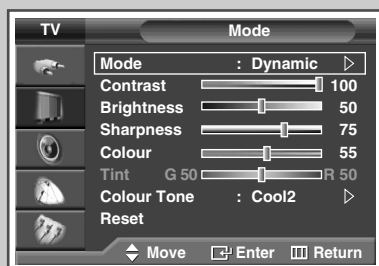 TV Mode
Mode : Dynamic
Contrast 100
Brightness 50
Sharpness 75
Colour 55
Tint G 50 R 50
Colour Tone : Cool2
Reset
Move Enter Return